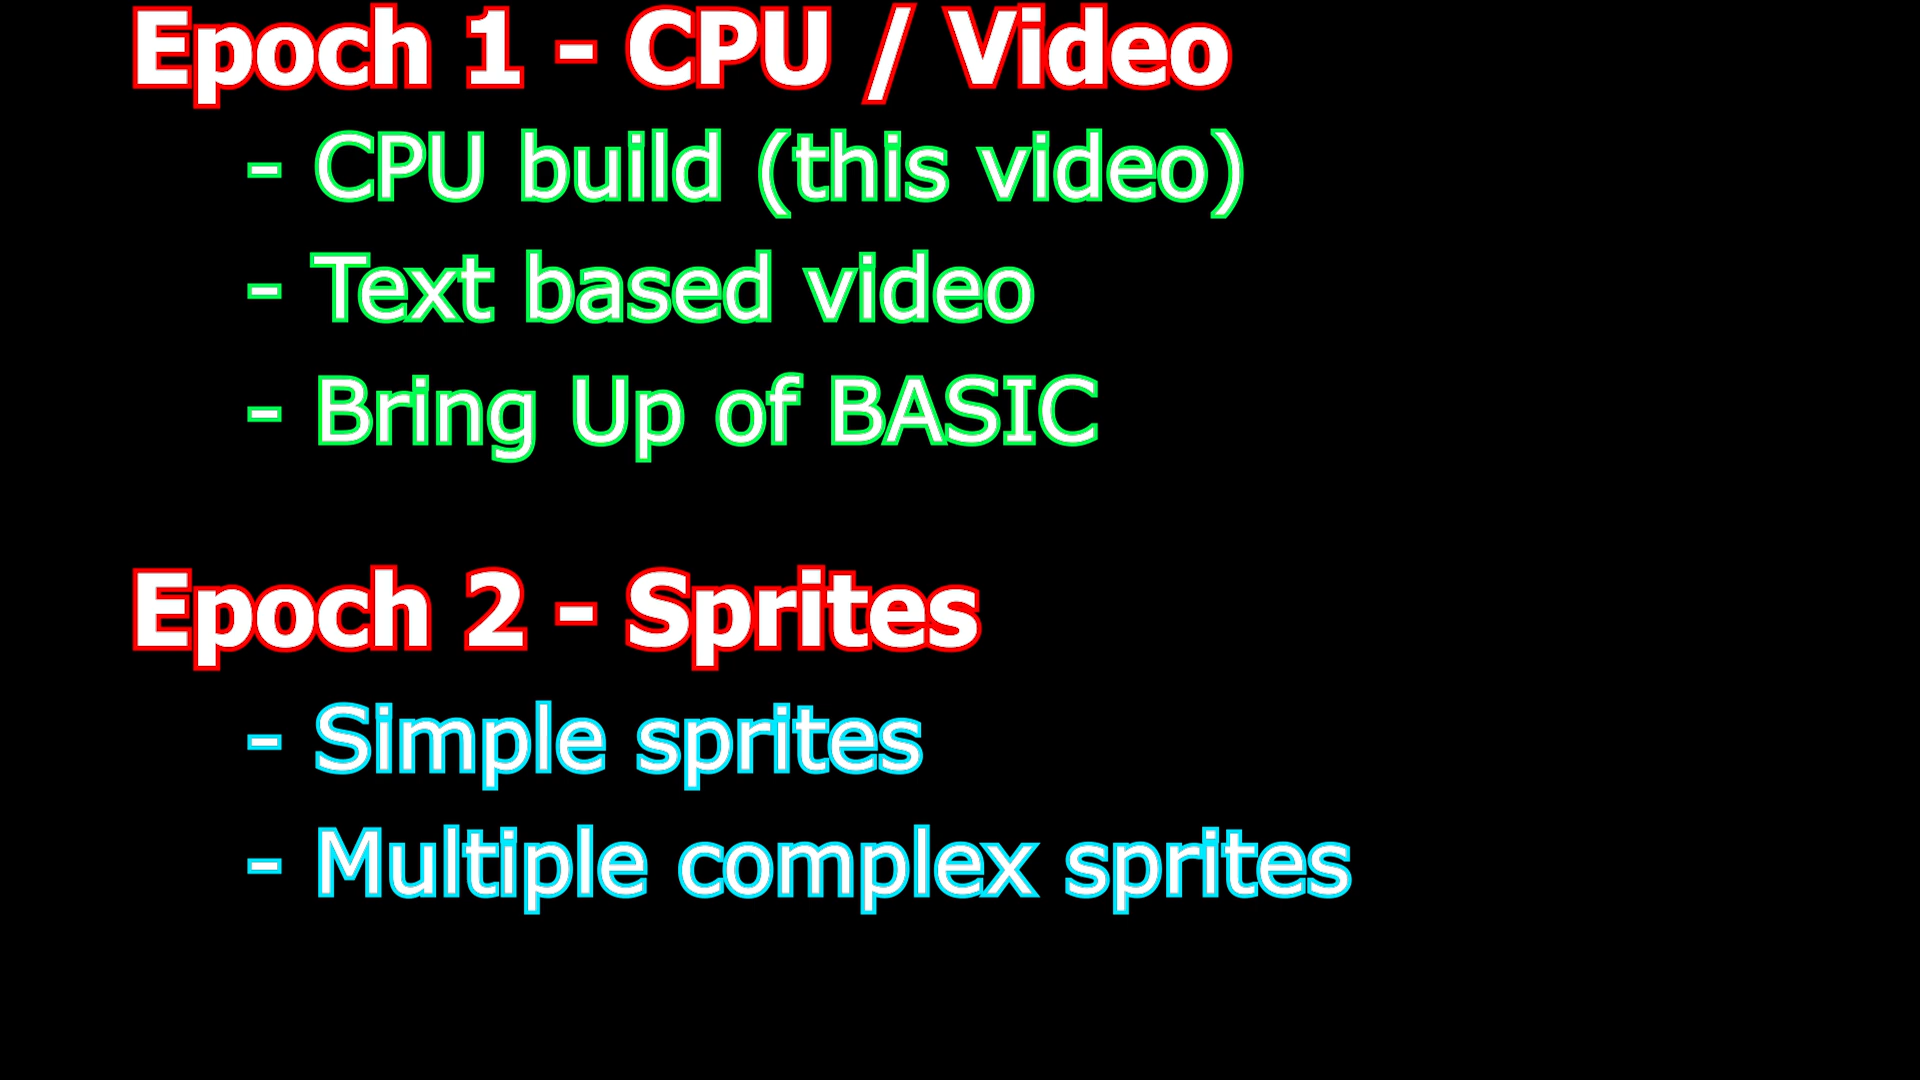 Epoch 1 - CPU / Video
- CPU build (this video)
- Text based video
- Bring Up of BASIC
Epoch 2 - Sprites
- Simple sprites
- Multiple complex sprites